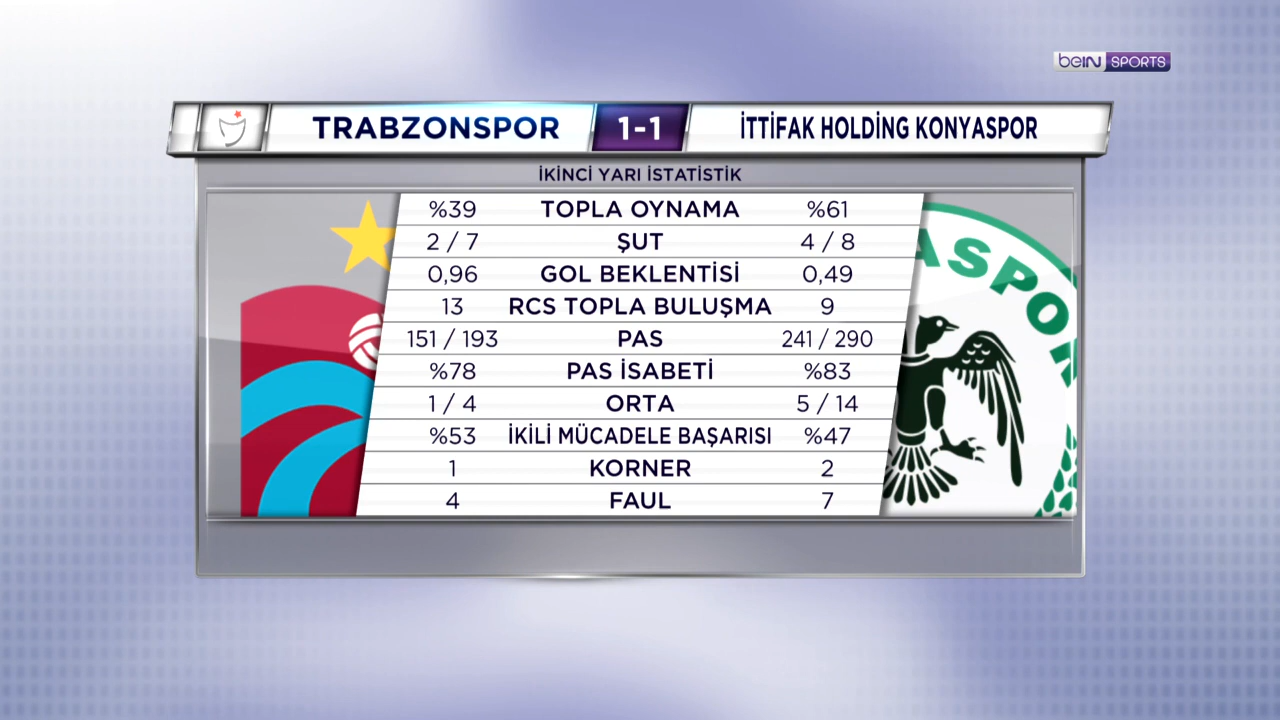 beIN SPORTS
TRABZONSPOR 1-1 İTTİFAK HOLDİNG KONYASPOR
İKİNCİ YARI İSTATİSTİK
%39 TOPLA OYNAMA %61
2 / 7 ŞUT 4 / 8
0,96 GOL BEKLENTİSİ 0,49
13 RCS TOPLA BULUŞMA 9
151 / 193 PAS 241 / 290
%78 PAS İSABETİ %83
1 / 4 ORTA 5 / 14
%53 İKİLİ MÜCADELE BAŞARISI %47
1 KORNER 2
4 FAUL 7
ASPOR